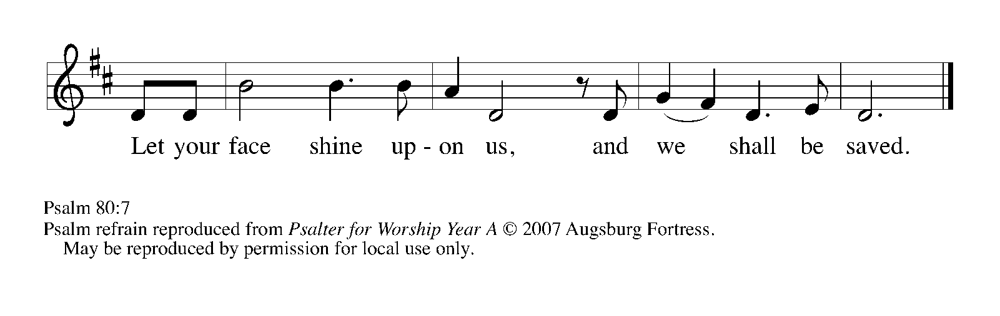 Let your face shine up - on us, and we shall be saved.
Psalm 80:7
Psalm refrain reproduced from Psalter for Worship Year A © 2007 Augsburg Fortress.
May be reproduced by permission for local use only.